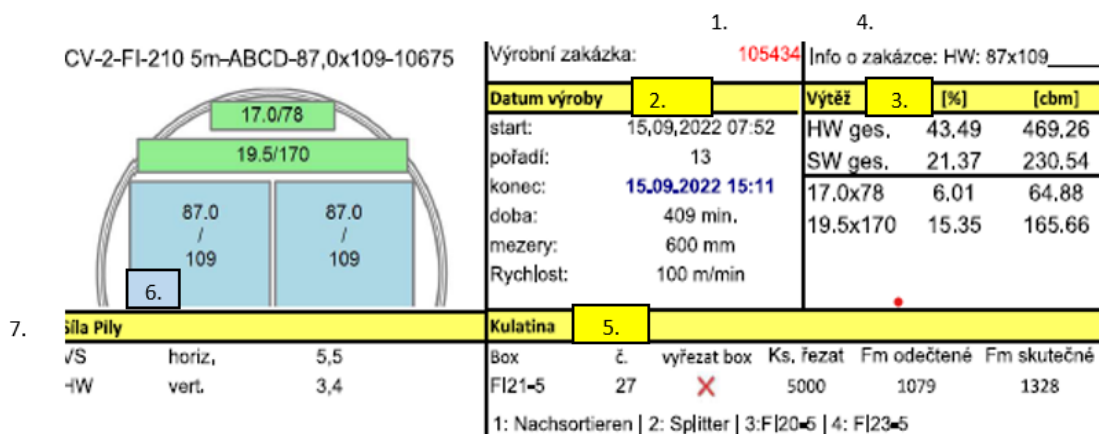 1. 4.
CV-2-FI-210 5m-ABCD-87,0x109-10675
Výrobní zakázka: 105434
Info o zakázce: HW: 87x109____
17.0/78
19.5/170
87.0 / 109
87.0 / 109
6.
Datum výroby 2.
start: 15,09,2022 07:52
pořadí: 13
konec: 15.09.2022 15:11
doba: 409 min.
mezery: 600 mm
Rychlost: 100 m/min
Výtěž 3. [%] [cbm]
HW ges. 43.49 469.26
SW ges. 21.37 230.54
17.0x78 6.01 64.88
19.5x170 15.35 165.66
7. Síla Pily
VS horiz, 5,5
HW vert. 3,4
Kulatina 5.
Box č. vyřezat box Ks, řezat Fm odečtené Fm skutečné
FI21-5 27 5000 1079 1328
1: Nachsortieren | 2: Splitter | 3:FI20-5 | 4: FI23-5